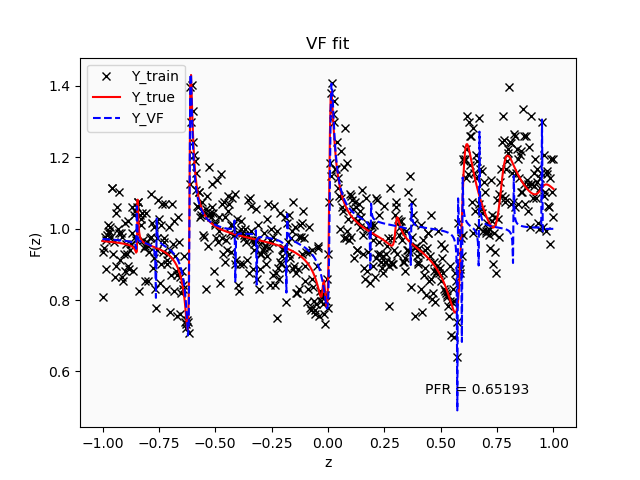 VF fit
Y_train
Y_true
Y_VF
F(z)
1.4
1.2
1.0
0.8
0.6
PFR = 0.65193
−1.00 −0.75 −0.50 −0.25 0.00 0.25 0.50 0.75 1.00
z